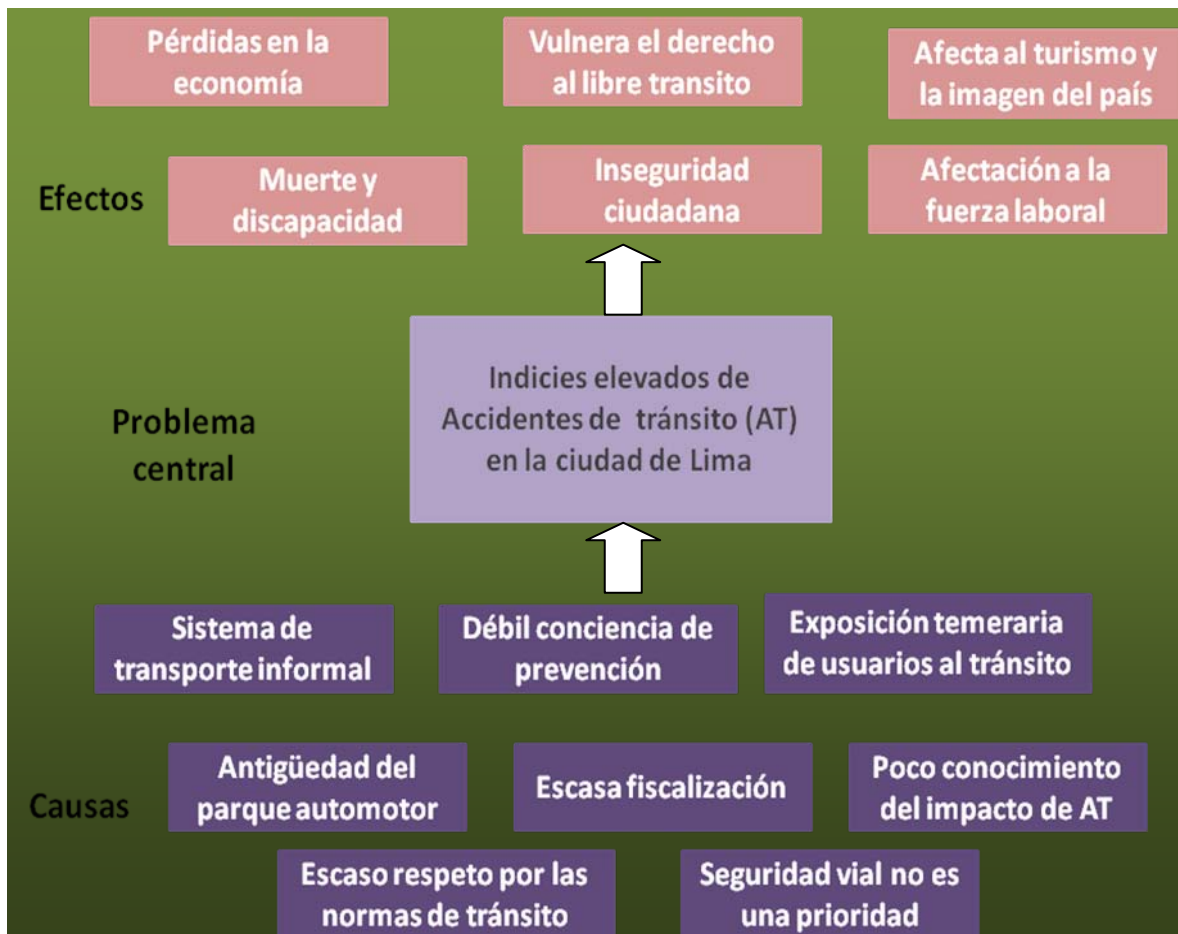 Pérdidas en la
economía
Vulnera el derecho
al libre transito
Afecta al turismo y
la imagen del país
Efectos
Muerte y
discapacidad
Inseguridad
ciudadana
Afectación a la
fuerza laboral
Problema
central
Indicies elevados de
Accidentes de tránsito (AT)
en la ciudad de Lima
Sistema de
transporte informal
Débil conciencia de
prevención
Exposición temeraria
de usuarios al tránsito
Causas
Antigüedad del
parque automotor
Escasa fiscalización
Poco conocimiento
del impacto de AT
Escaso respeto por las
normas de tránsito
Seguridad vial no es
una prioridad